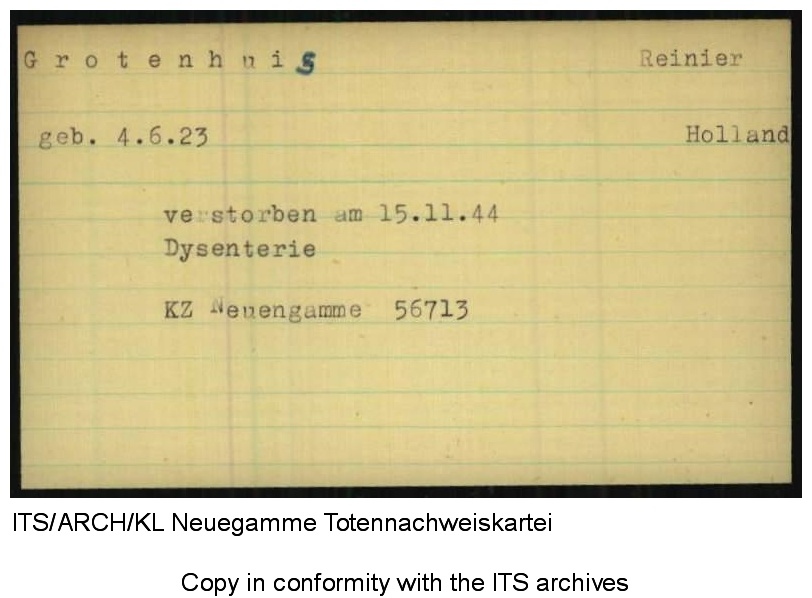 Grotenhuis Reinier
geb. 4.6.23 Holland
verstorben am 15.11.44
Dysenterie
KZ Neuengamme 56713
ITS/ARCH/KL Neuegamme Totennachweiskartei
Copy in conformity with the ITS archives